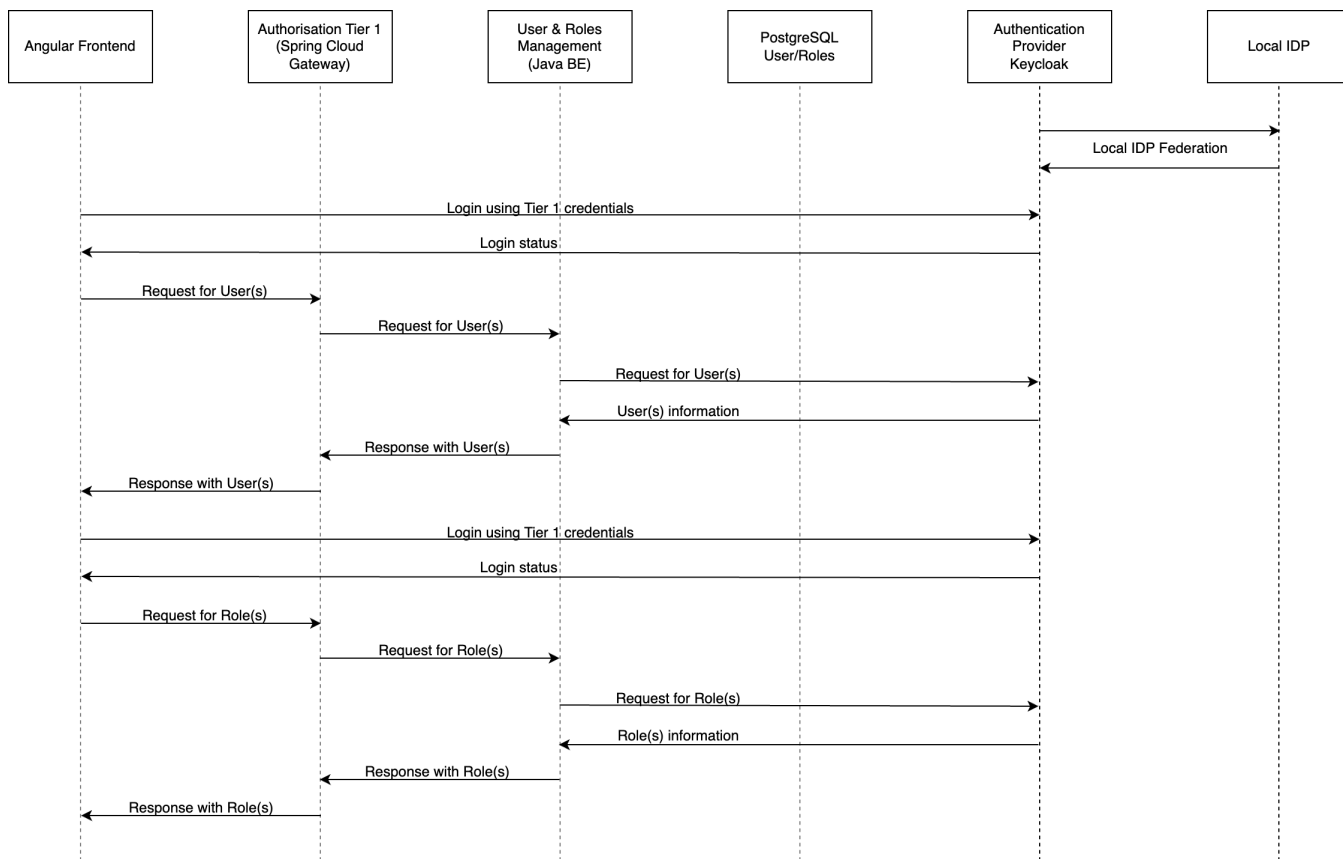 Angular Frontend
Authorisation Tier 1
(Spring Cloud
Gateway)
User & Roles
Management
(Java BE)
PostgreSQL
User/Roles
Authentication
Provider
Keycloak
Local IDP
Local IDP Federation
Login using Tier 1 credentials
Login status
Request for User(s)
Request for User(s)
Request for User(s)
User(s) information
Response with User(s)
Response with User(s)
Login using Tier 1 credentials
Login status
Request for Role(s)
Request for Role(s)
Request for Role(s)
Role(s) information
Response with Role(s)
Response with Role(s)